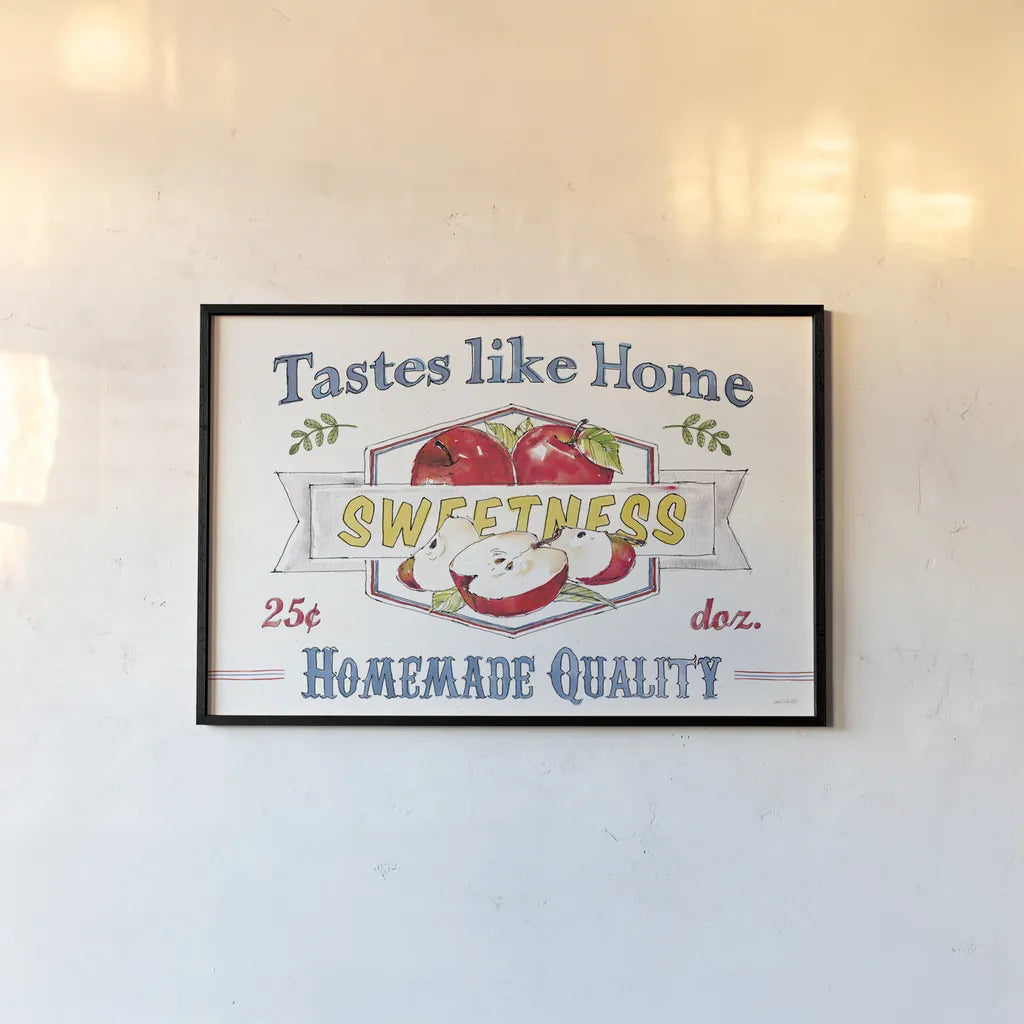 Tastes like Home
SWEETNESS
25¢ doz.
HOMEMADE QUALITY